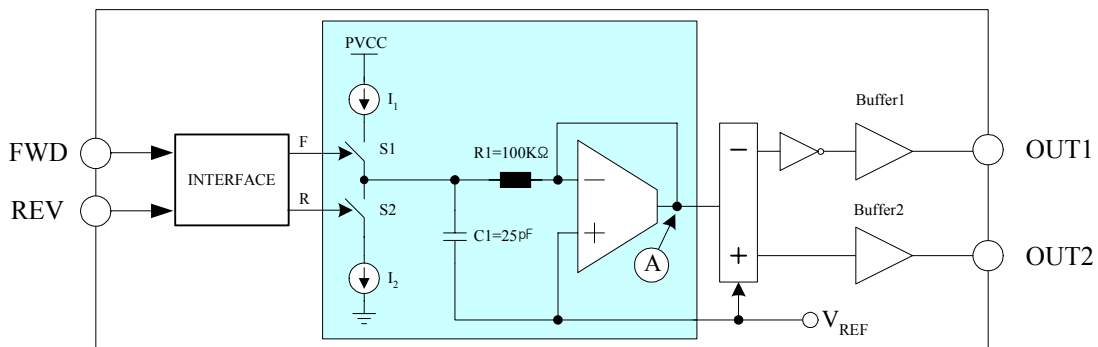 PVCC
I1
Buffer1
FWD
F
S1
R1=100KΩ
−
OUT1
INTERFACE
−
REV
R
S2
C1=25pF
+
A
Buffer2
+
OUT2
I2
VREF